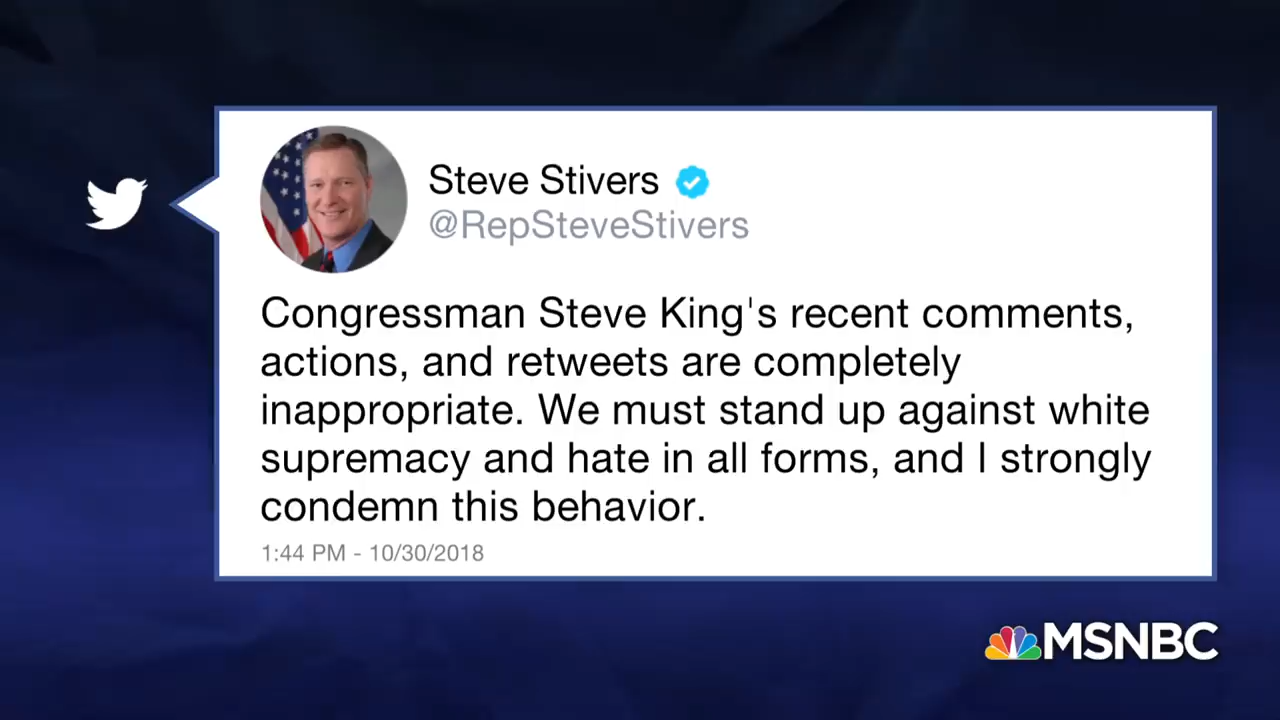 Steve Stivers
@RepSteveStivers
Congressman Steve King's recent comments,
actions, and retweets are completely
inappropriate. We must stand up against white
supremacy and hate in all forms, and I strongly
condemn this behavior.
1:44 PM - 10/30/2018
MSNBC